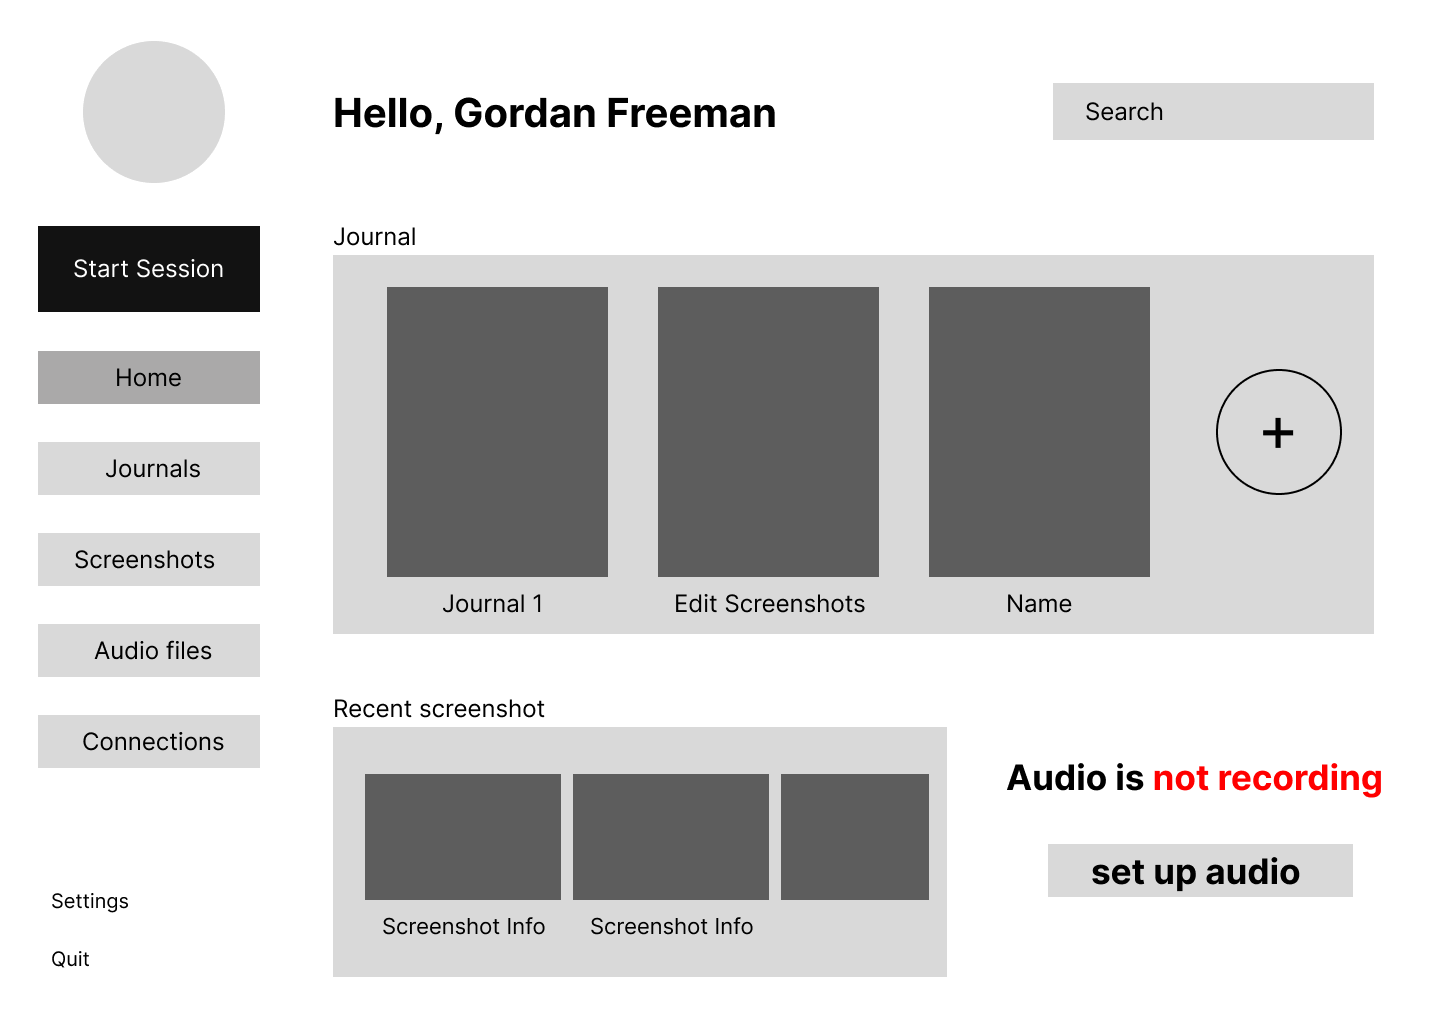 Hello, Gordan Freeman
Search
Start Session
Home
Journals
Screenshots
Audio files
Connections
Settings
Quit
Journal
Journal 1
Edit Screenshots
Name
+
Recent screenshot
Screenshot Info
Screenshot Info
Audio is not recording
set up audio